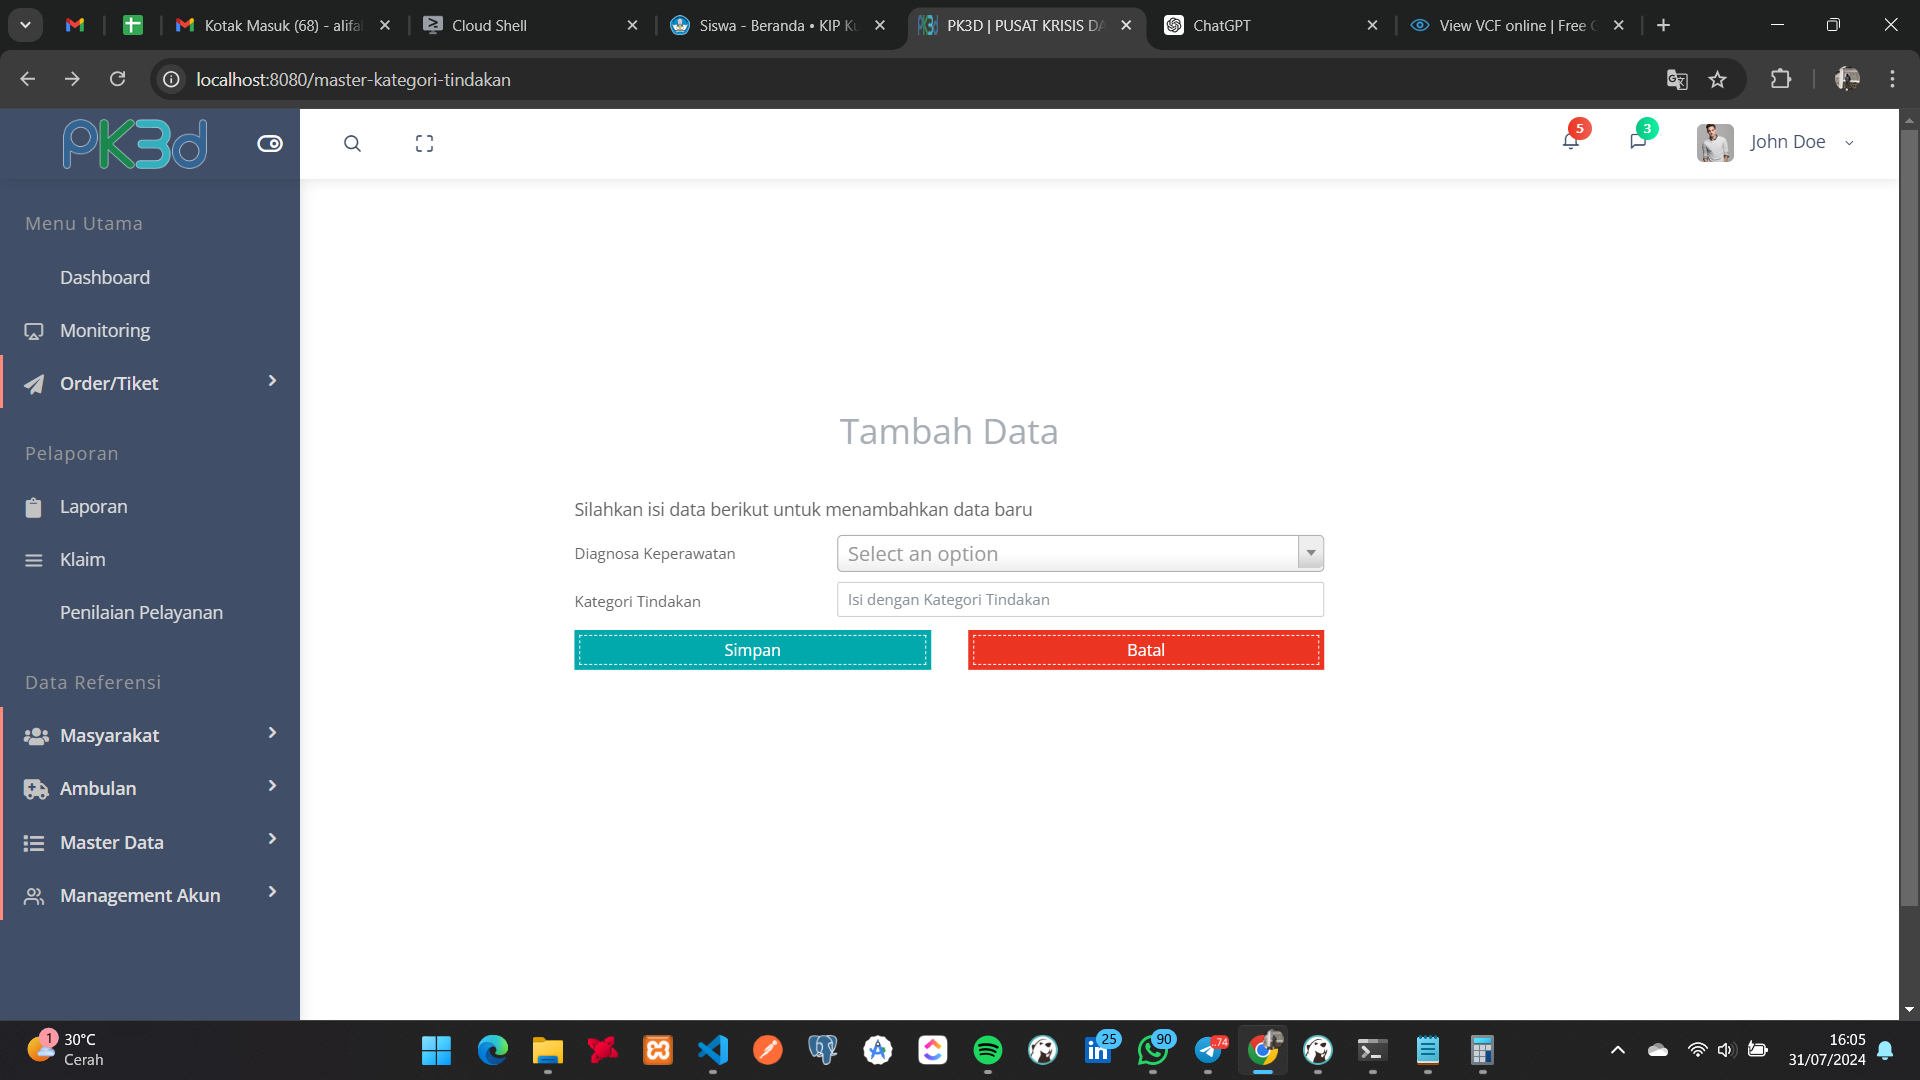 Kotak Masuk (68) - alifa
Cloud Shell
Siswa - Beranda • KIP Ku
PK3D | PUSAT KRISIS DA
ChatGPT
View VCF online | Free
localhost:8080/master-kategori-tindakan
PK3d
5
3
John Doe
Menu Utama
Dashboard
Monitoring
Order/Tiket
Pelaporan
Laporan
Klaim
Penilaian Pelayanan
Data Referensi
Masyarakat
Ambulan
Master Data
Management Akun
Tambah Data
Silahkan isi data berikut untuk menambahkan data baru
Diagnosa Keperawatan
Select an option
Kategori Tindakan
Isi dengan Kategori Tindakan
Simpan
Batal
1
30°C
Cerah
25
90
74
16:05
31/07/2024